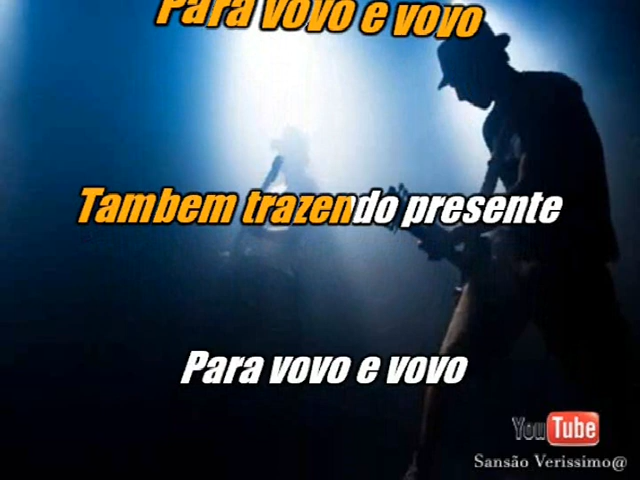 Para vovo e vovo
Tambem trazendo presente
Para vovo e vovo
YouTube
Sansão Verissimo@